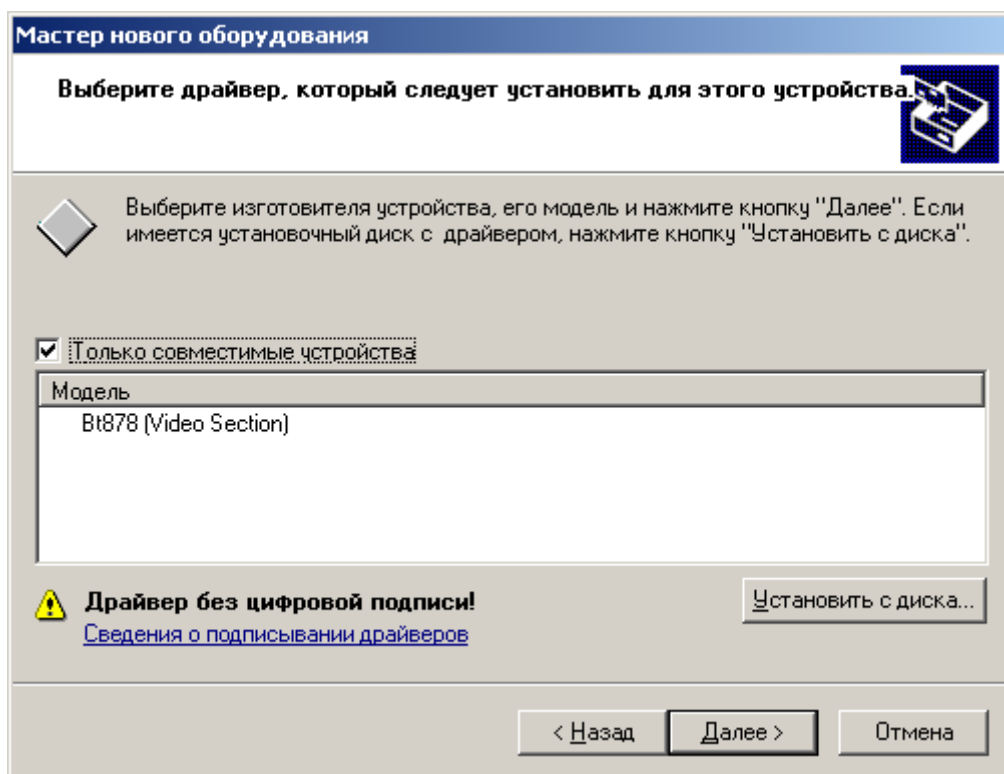 Мастер нового оборудования
Выберите драйвер, который следует установить для этого устройства.
Выберите изготовителя устройства, его модель и нажмите кнопку "Далее". Если
имеется установочный диск с драйвером, нажмите кнопку "Установить с диска".
Только совместимые устройства
Модель
Bt878 (Video Section)
Драйвер без цифровой подписи!
Сведения о подписывании драйверов
Установить с диска...
< Назад
Далее >
Отмена